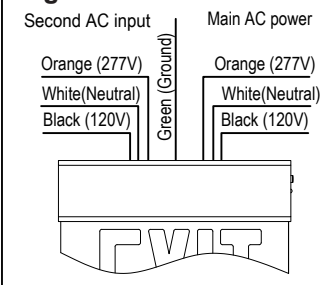 Second AC input
Main AC power
Orange (277V)
White(Neutral)
Black (120V)
Green (Ground)
Orange (277V)
White(Neutral)
Black (120V)